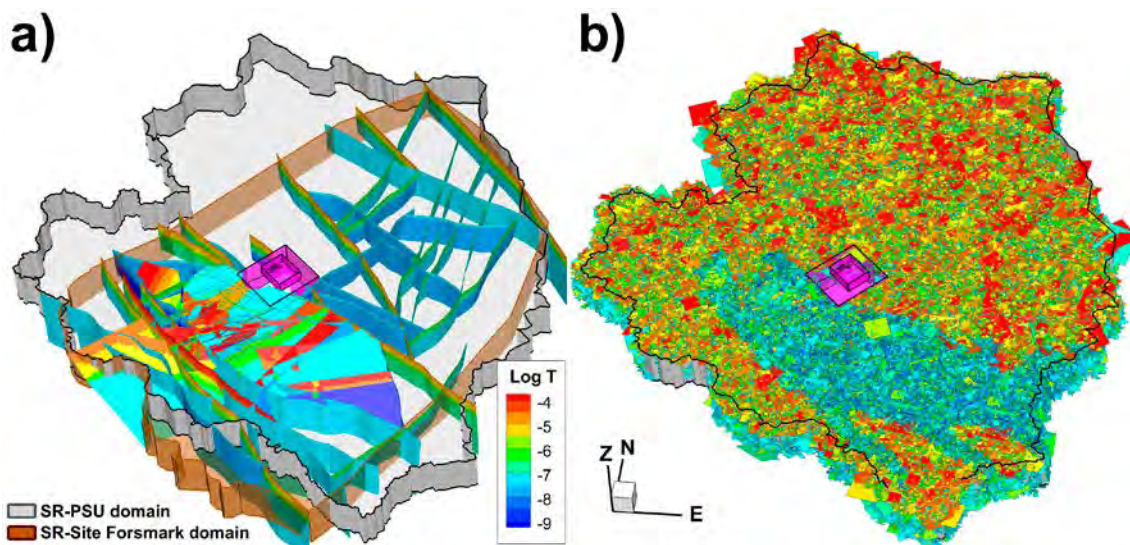 a)
b)
Log T
-4
-5
-6
-7
-8
-9
SR-PSU domain
SR-Site Forsmark domain
Z
N
E